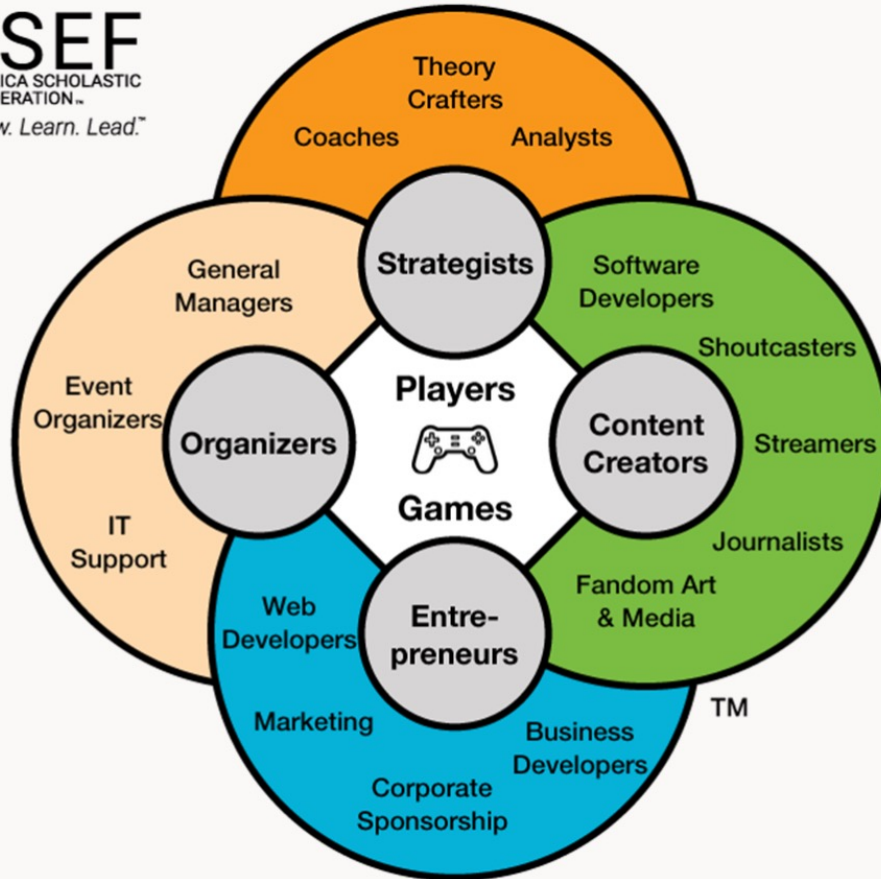 SEF
ICA SCHOLASTIC
ERATION™
w. Learn. Lead.™
Theory
Crafters
Coaches
Analysts
Strategists
General
Managers
Software
Developers
Shoutcasters
Event
Organizers
Organizers
Players
Games
Content
Creators
Streamers
IT
Support
Journalists
Fandom Art
& Media
Web
Developers
Entre-
preneurs
Marketing
Business
Developers
Corporate
Sponsorship
TM